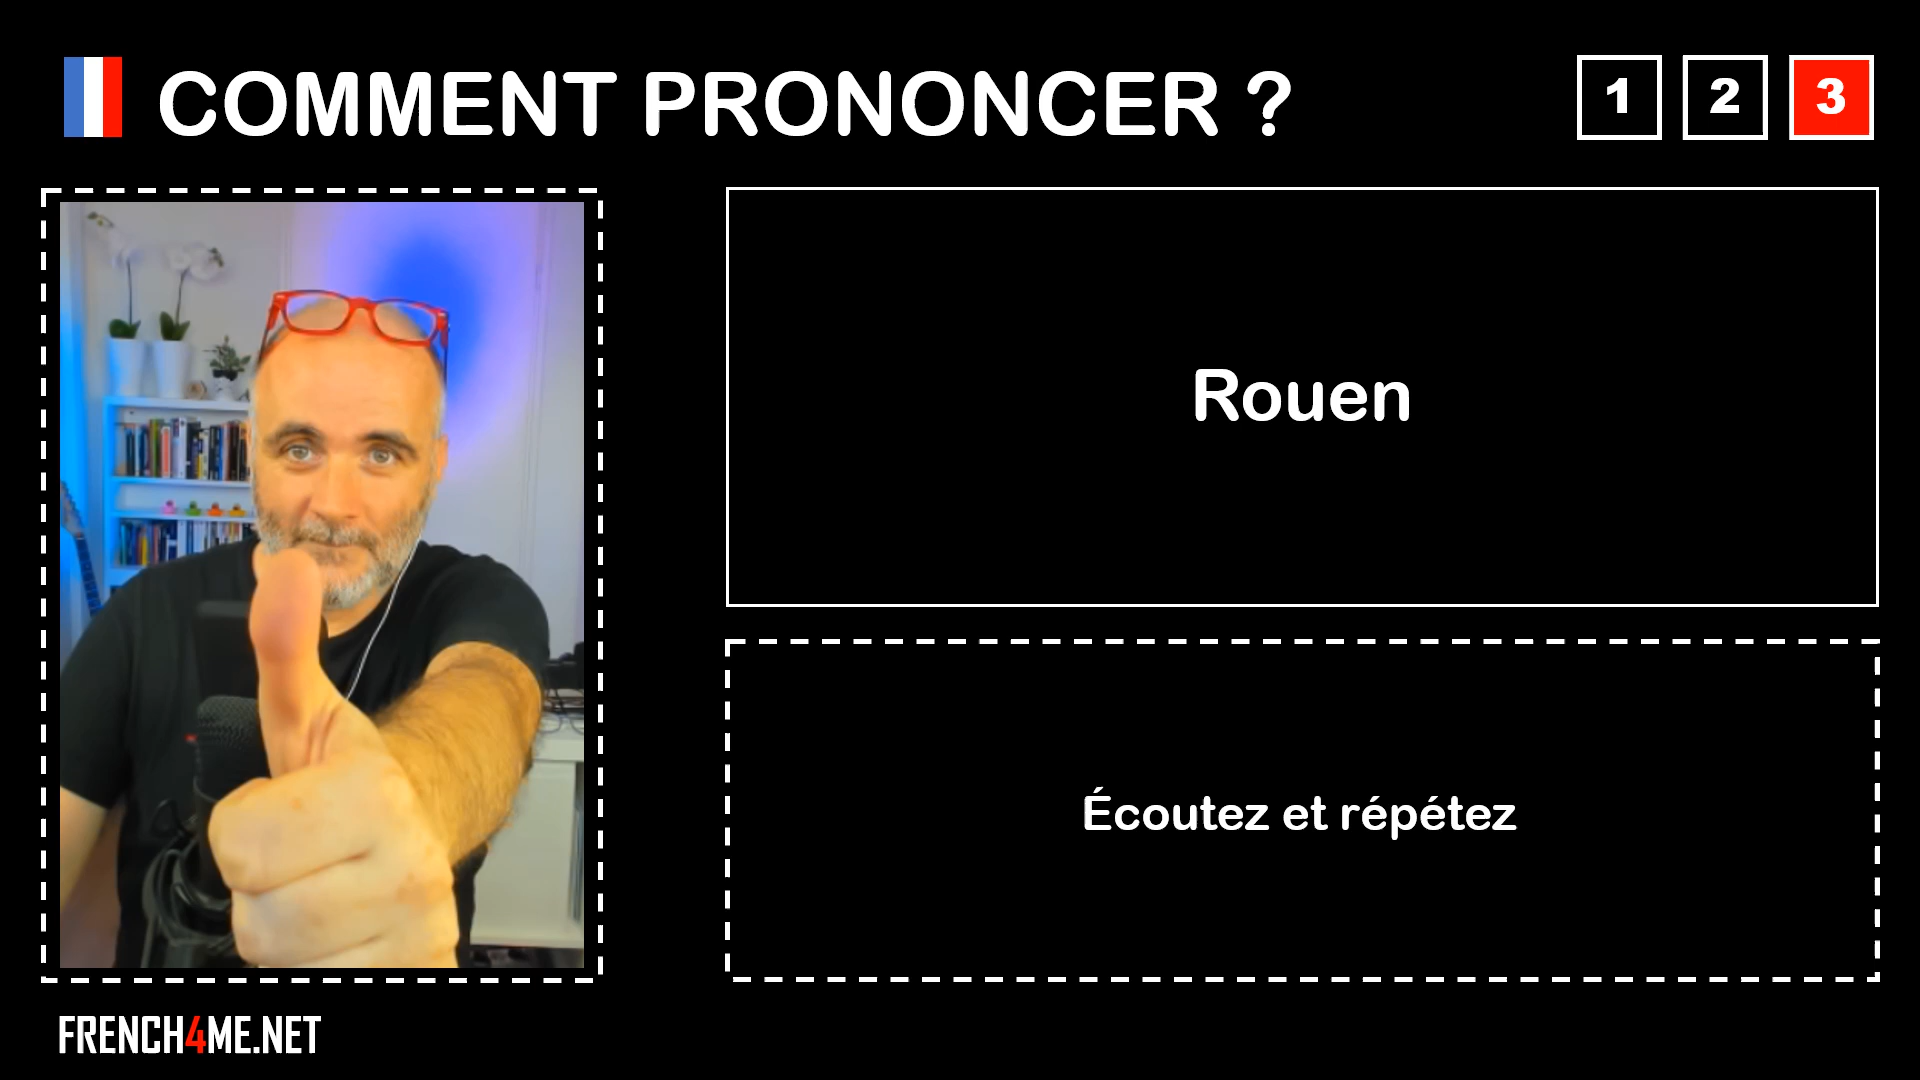 COMMENT PRONONCER ?
1 2 3
Rouen
Écoutez et répétez
FRENCH4ME.NET